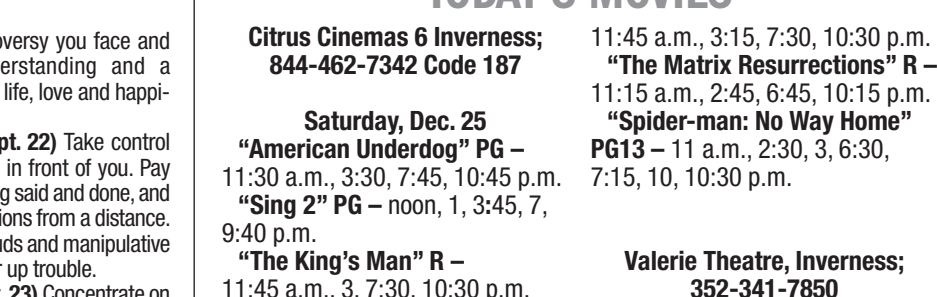 TODAY'S MOVIES
oversy you face and
derstanding and a
life, love and happi-
pt. 22) Take control
in front of you. Pay
g said and done, and
ions from a distance.
uds and manipulative
r up trouble.
. 23) Concentrate on
Citrus Cinemas 6 Inverness;
844-462-7342 Code 187
Saturday, Dec. 25
“American Underdog” PG –
11:30 a.m., 3:30, 7:45, 10:45 p.m.
“Sing 2” PG – noon, 1, 3:45, 7,
9:40 p.m.
“The King’s Man” R –
11:45 a.m., 3, 7:30, 10:30 p.m.
11:45 a.m., 3:15, 7:30, 10:30 p.m.
“The Matrix Resurrections” R –
11:15 a.m., 2:45, 6:45, 10:15 p.m.
“Spider-man: No Way Home”
PG13 – 11 a.m., 2:30, 3, 6:30,
7:15, 10, 10:30 p.m.
Valerie Theatre, Inverness;
352-341-7850